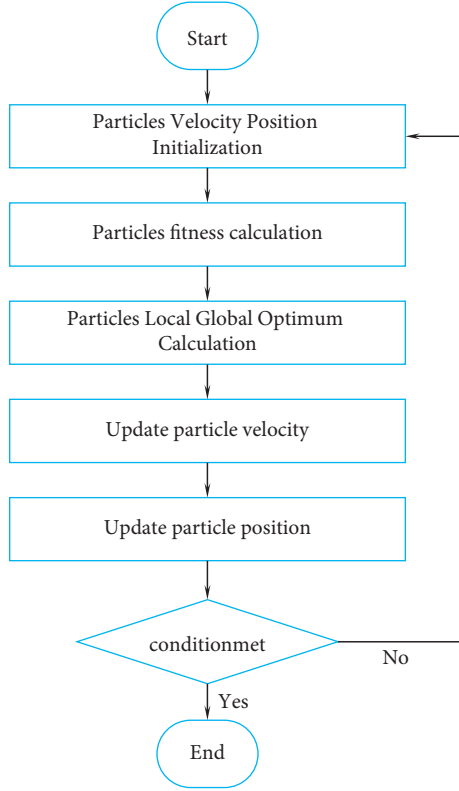 Start
Particles Velocity Position
Initialization
Particles fitness calculation
Particles Local Global Optimum
Calculation
Update particle velocity
Update particle position
conditionmet
No
Yes
End